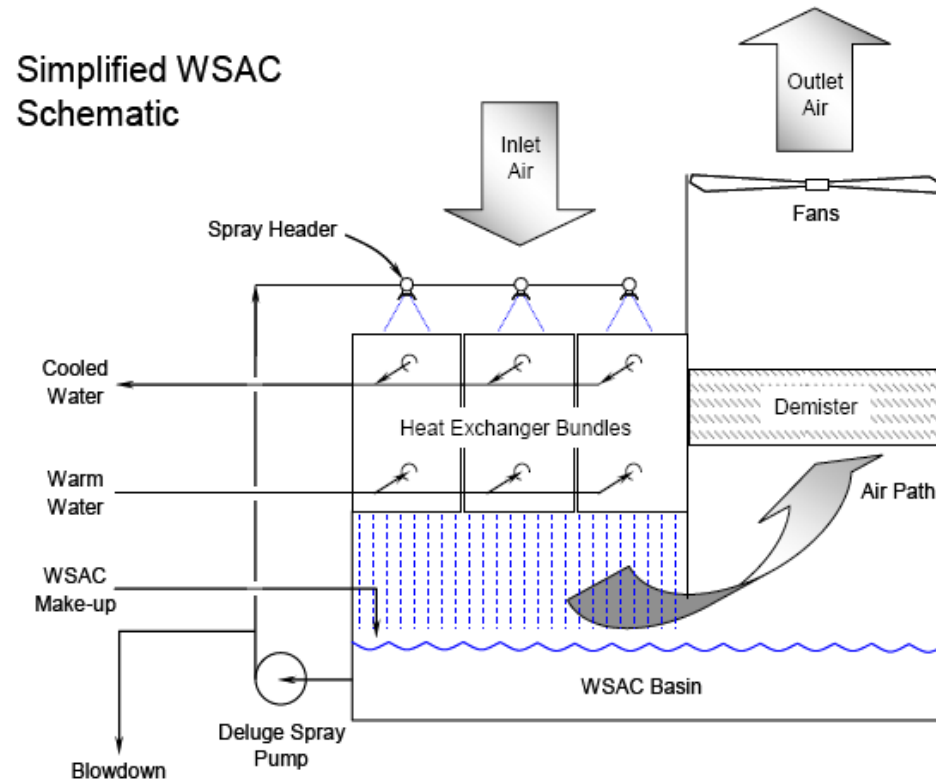 Simplified WSAC
Schematic
Inlet
Air
Outlet
Air
Fans
Spray Header
Cooled
Water
Heat Exchanger Bundles
Demister
Warm
Water
Air Path
WSAC
Make-up
WSAC Basin
Deluge Spray
Pump
Blowdown